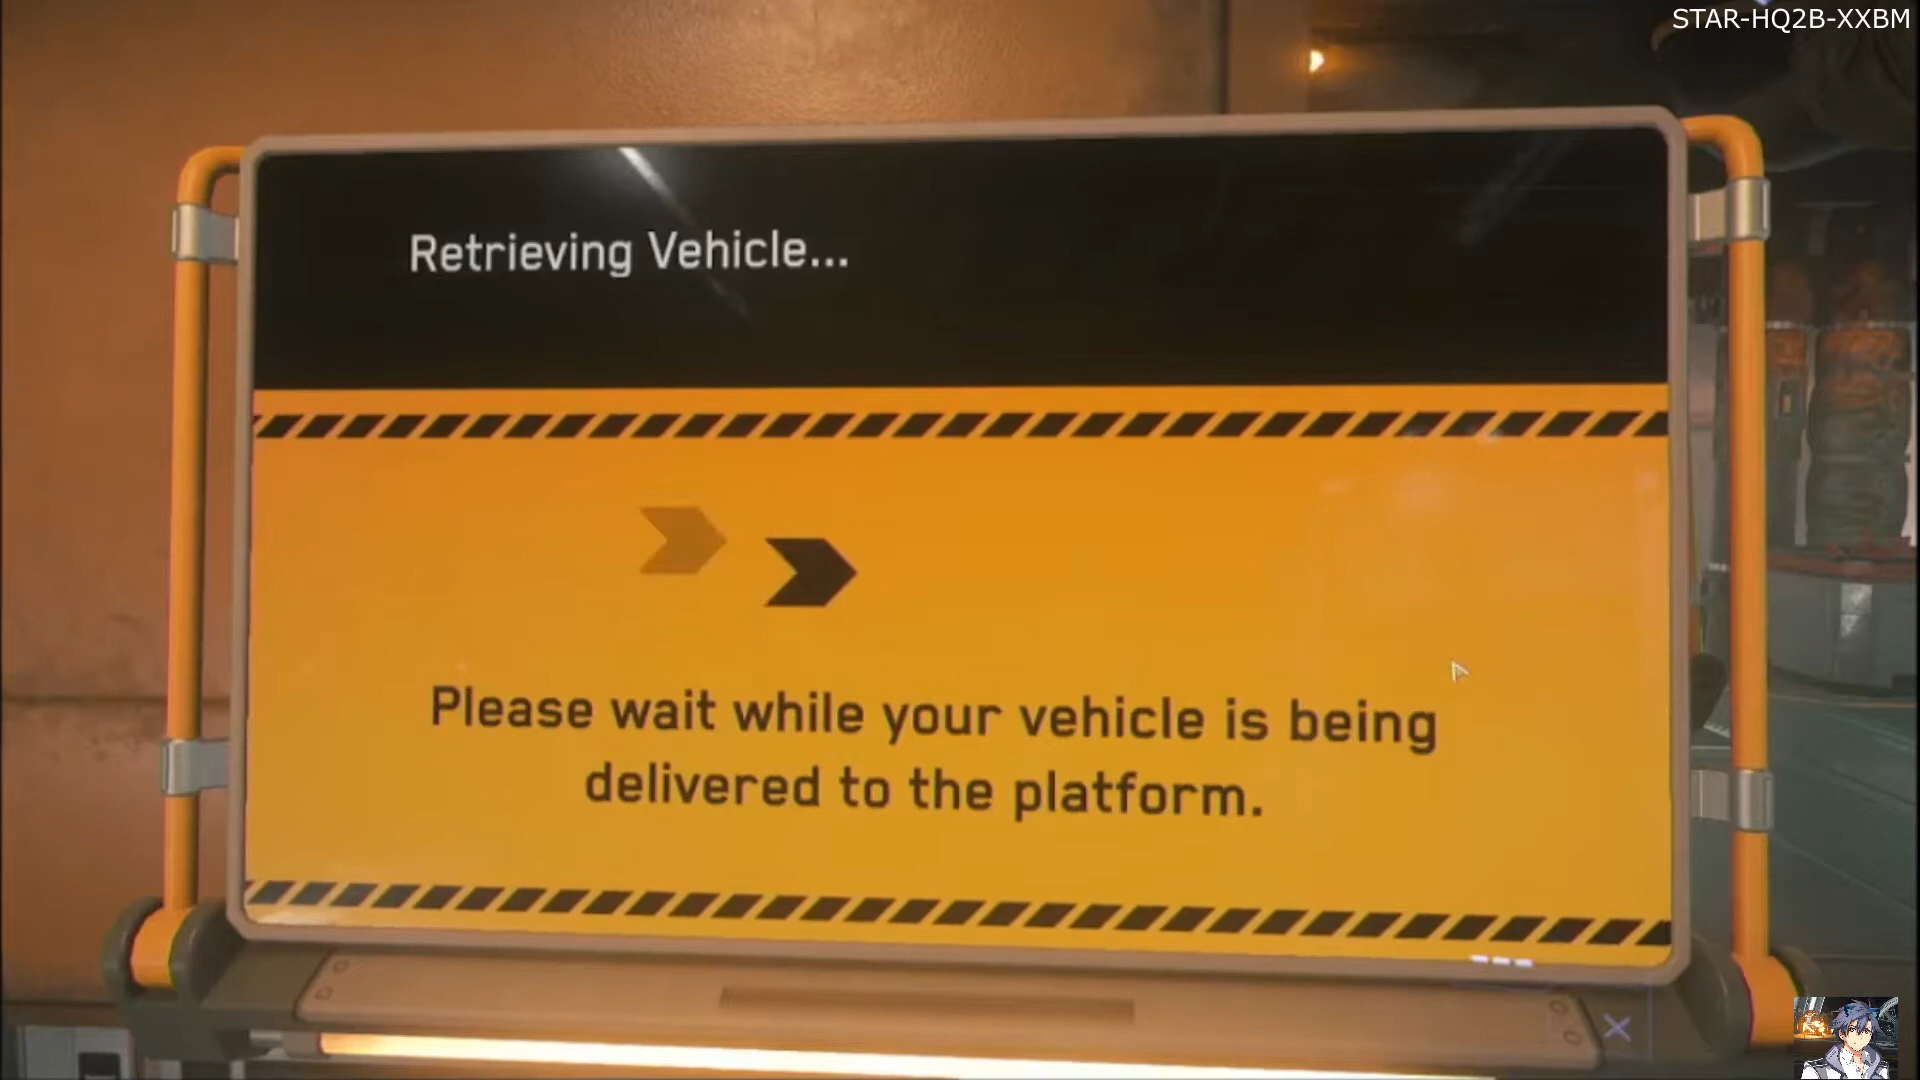 STAR-HQ2B-XXBM
Retrieving Vehicle...
Please wait while your vehicle is being
delivered to the platform.